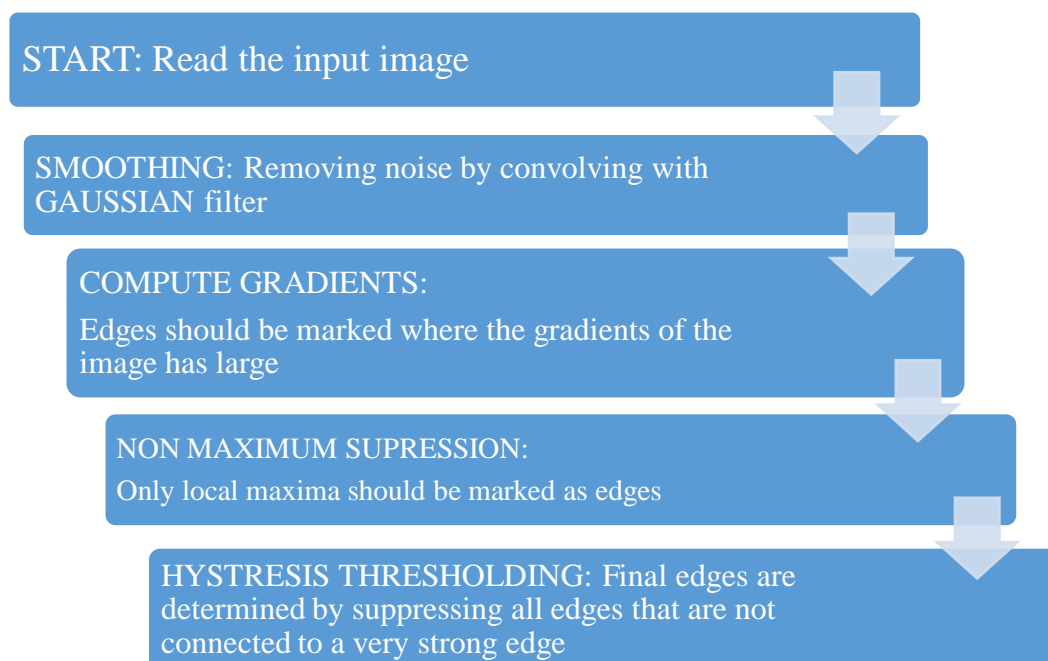 START: Read the input image
SMOOTHING: Removing noise by convolving with
GAUSSIAN filter
COMPUTE GRADIENTS:
Edges should be marked where the gradients of the
image has large
NON MAXIMUM SUPRESSION:
Only local maxima should be marked as edges
HYSTRESIS THRESHOLDING: Final edges are
determined by suppressing all edges that are not
connected to a very strong edge